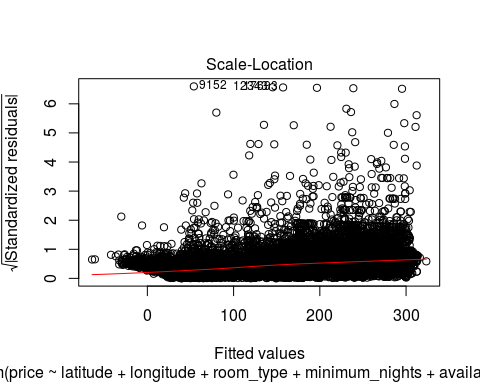 Scale-Location
9152
√|Standardized residuals|
6
5
4
3
2
1
0
0 100 200 300
Fitted values
m(price ~ latitude + longitude + room_type + minimum_nights + availa